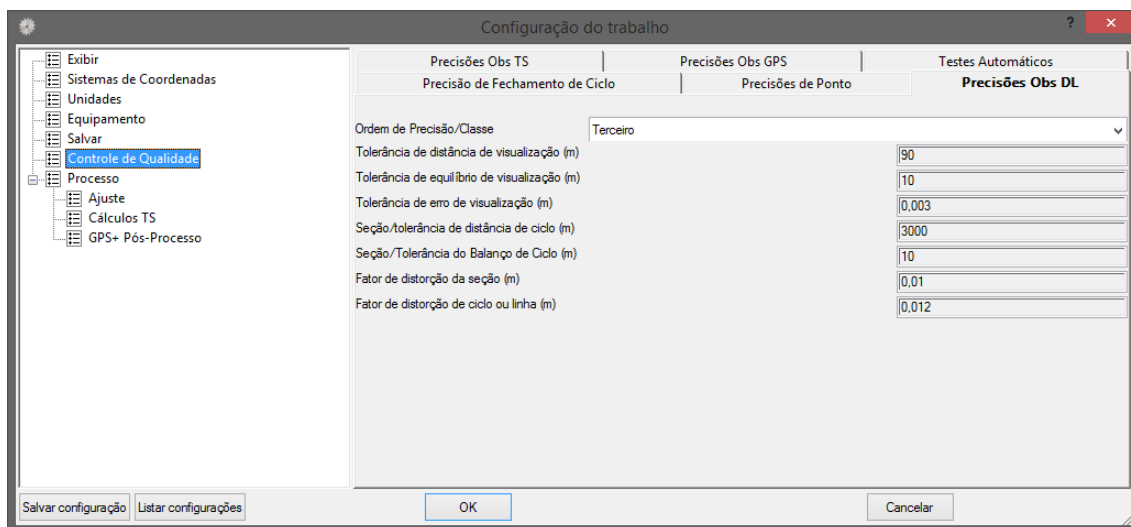 Configuração do trabalho
? ×
Exibir
Sistemas de Coordenadas
Unidades
Equipamento
Salvar
Controle de Qualidade
Processo
Ajuste
Cálculos TS
GPS+ Pós-Processo
Precisões Obs TS
Precisões Obs GPS
Testes Automáticos
Precisão de Fechamento de Ciclo
Precisões de Ponto
Precisões Obs DL
Ordem de Precisão/Classe Terceiro
Tolerância de distância de visualização (m) 90
Tolerância de equilíbrio de visualização (m) 10
Tolerância de erro de visualização (m) 0,003
Seção/tolerância de distância de ciclo (m) 3000
Seção/Tolerância do Balanço de Ciclo (m) 10
Fator de distorção da seção (m) 0,01
Fator de distorção de ciclo ou linha (m) 0,012
Salvar configuração Listar configurações OK Cancelar